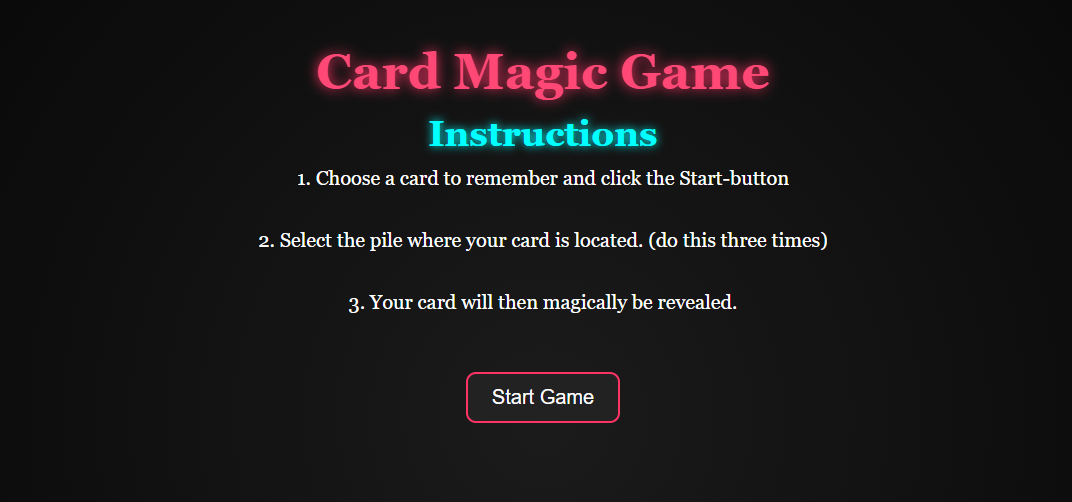 Card Magic Game
Instructions
1. Choose a card to remember and click the Start-button
2. Select the pile where your card is located. (do this three times)
3. Your card will then magically be revealed.
Start Game